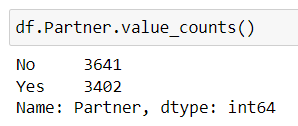 df.Partner.value_counts()
No     3641
Yes    3402
Name: Partner, dtype: int64